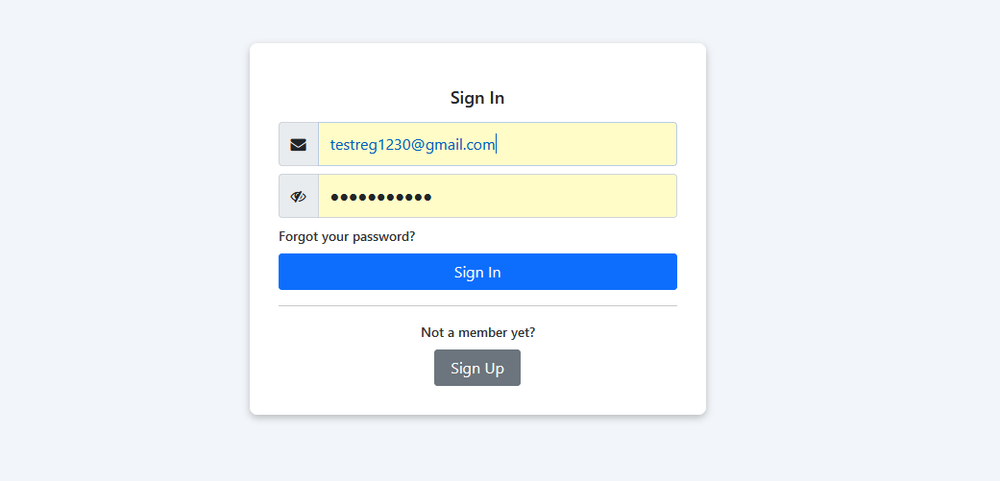 Sign In
testreg1230@gmail.com
●●●●●●●●●●●
Forgot your password?
Sign In
Not a member yet?
Sign Up